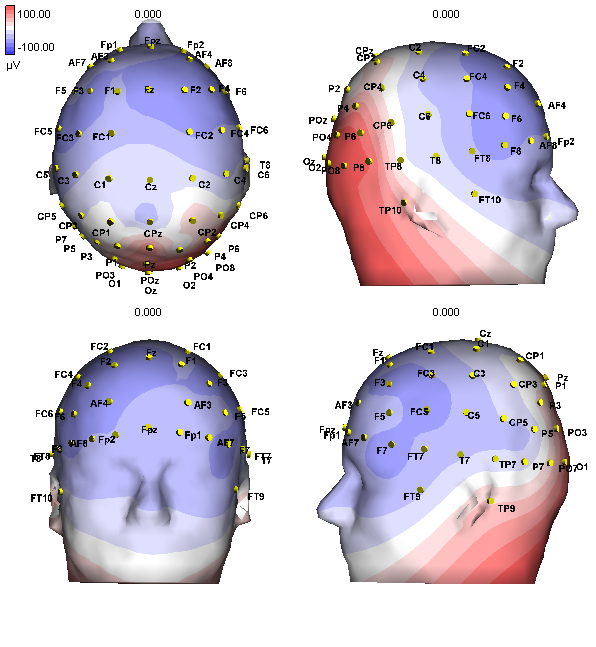 100.00
-100.00
µV
0.000
Fp1 Fpz Fp2
AF7 AF3 AF4 AF8
F5 F3 F1 Fz F2 F4 F6
FC5 FC3 FC1 FC2 FC4 FC6
T8
C5 C3 C1 Cz C2 C4 C6
CP5 CP3 CP1 CPz CP2 CP4 CP6
P7 P5 P3 P1 Pz P2 P4 P6
PO3 POz PO4 PO8
O1 Oz O2
0.000
CPz C2 FC2
CP2 F2
P2 CP4 C4 FC4 F4
P4 AF4
POz CP6 C6 FC6 F6
PO4 P6 AF8 Fp2
Oz O2 PO8 P8 TP8 T8 FT8 F8
TP10 FT10
0.000
FC2 Fz FC1
F2 F1
FC4 F4 F3 FC3
AF4 AF3
FC6 F6 F5 FC5
AF8 Fp2 Fpz Fp1 AF7
FT8 FT7
T7
FT10 FT9
0.000
Cz
Fz FC1 O1
F1 CP1
F3 FC3 C3 CP3 Pz
P1
AF3 F5 FC5 C5 CP5 P3
Fpz Fp1 AF7 P5 PO3
F7 FT7 T7 TP7 P7 PO7 O1
FT9 TP9